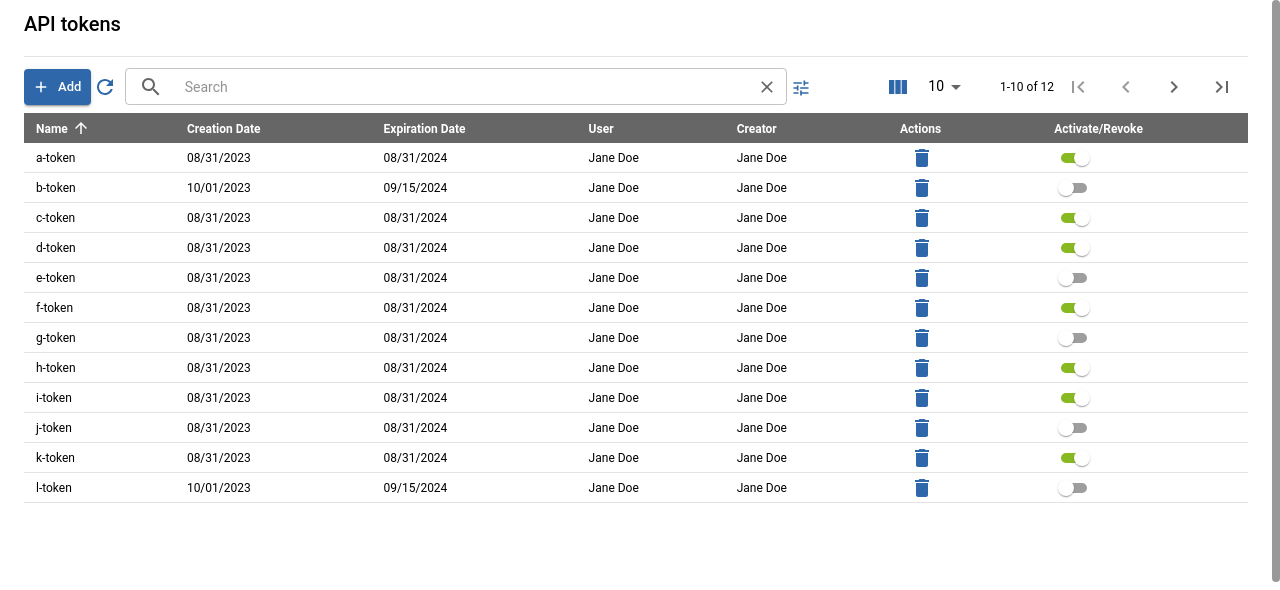 API tokens
Add Search 10 1-10 of 12
Name Creation Date Expiration Date User Creator Actions Activate/Revoke
a-token 08/31/2023 08/31/2024 Jane Doe Jane Doe
b-token 10/01/2023 09/15/2024 Jane Doe Jane Doe
c-token 08/31/2023 08/31/2024 Jane Doe Jane Doe
d-token 08/31/2023 08/31/2024 Jane Doe Jane Doe
e-token 08/31/2023 08/31/2024 Jane Doe Jane Doe
f-token 08/31/2023 08/31/2024 Jane Doe Jane Doe
g-token 08/31/2023 08/31/2024 Jane Doe Jane Doe
h-token 08/31/2023 08/31/2024 Jane Doe Jane Doe
i-token 08/31/2023 08/31/2024 Jane Doe Jane Doe
j-token 08/31/2023 08/31/2024 Jane Doe Jane Doe
k-token 08/31/2023 08/31/2024 Jane Doe Jane Doe
l-token 10/01/2023 09/15/2024 Jane Doe Jane Doe